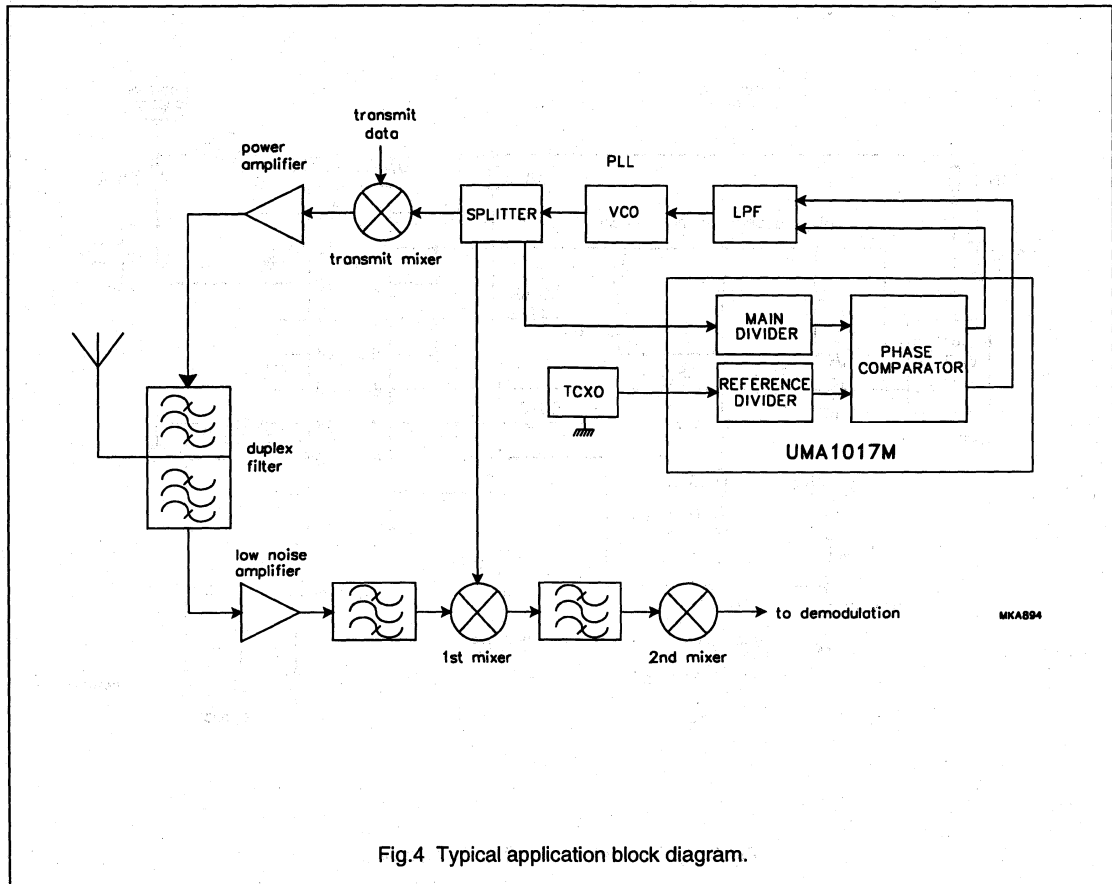 transmit
data
power
amplifier
PLL
SPLITTER
VCO
LPF
transmit mixer
MAIN
DIVIDER
PHASE
COMPARATOR
TCXO
REFERENCE
DIVIDER
UMA1017M
duplex
filter
low noise
amplifier
1st mixer
2nd mixer
to demodulation
MKA894
Fig.4 Typical application block diagram.